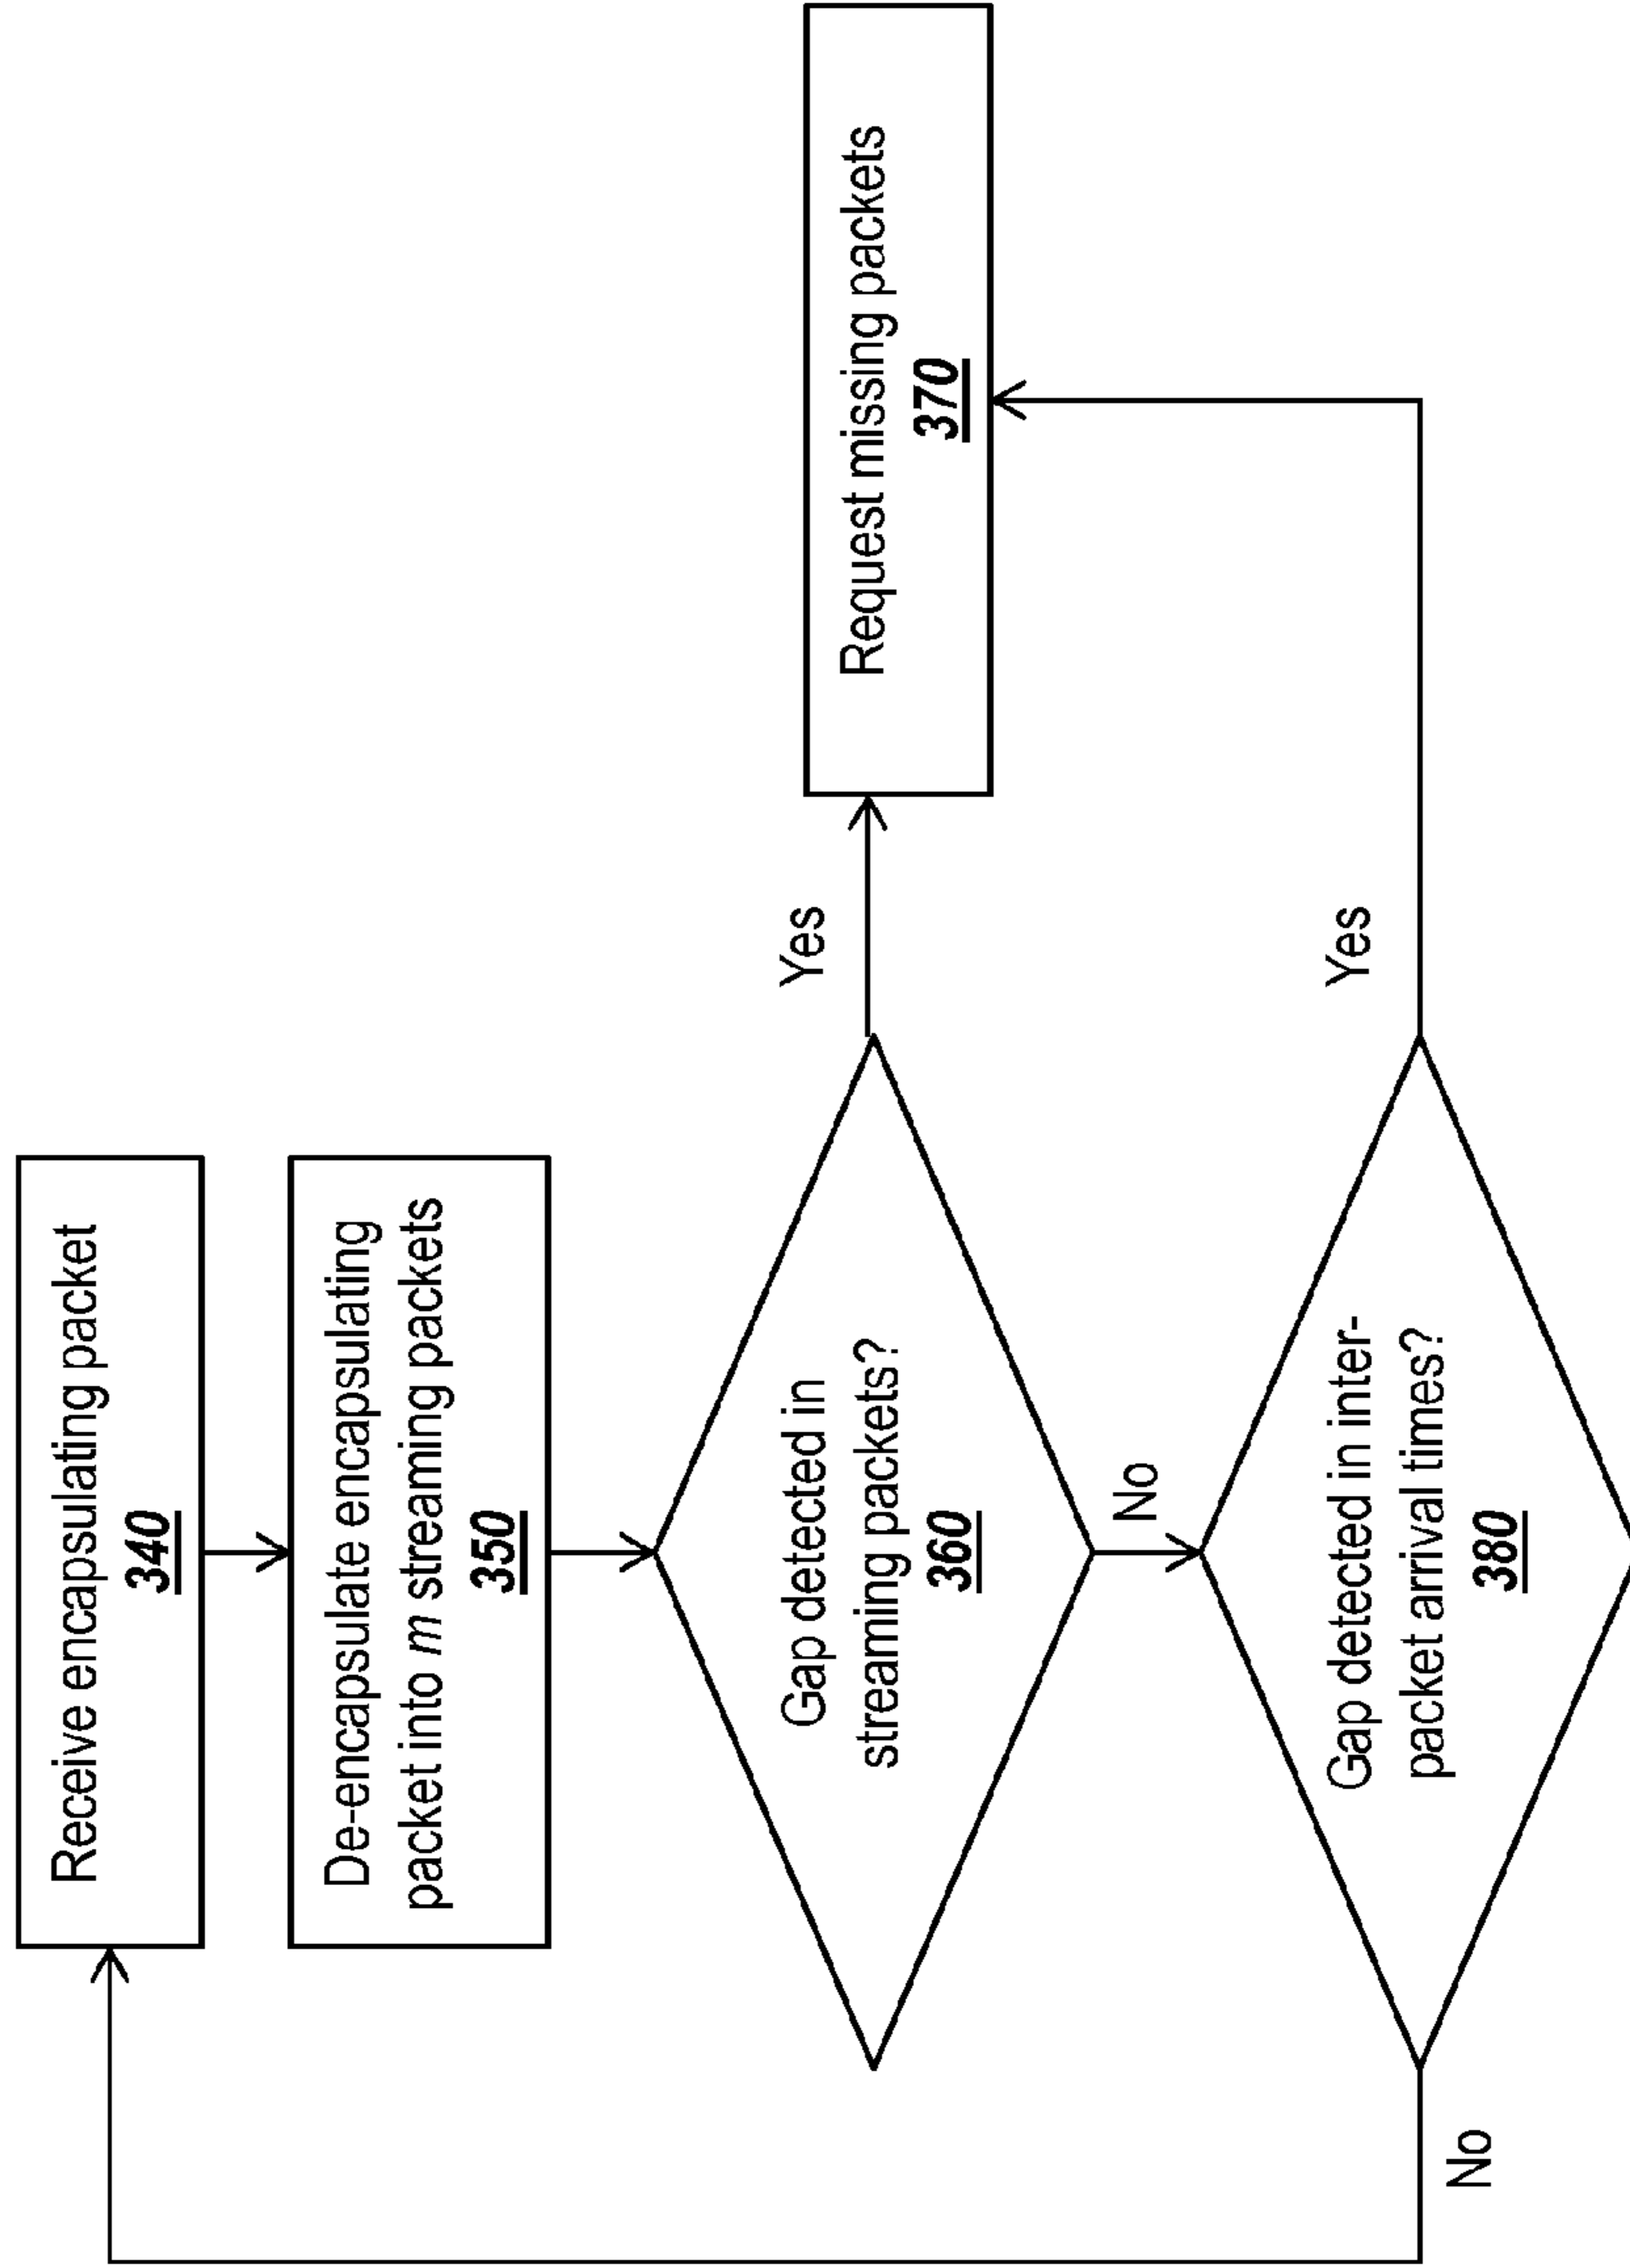 Receive encapsulating packet
340
De-encapsulate encapsulating
packet into m streaming packets
350
Gap detected in
streaming packets?
360
Yes
Request missing packets
370
No
Gap detected in inter-
packet arrival times?
380
Yes
No